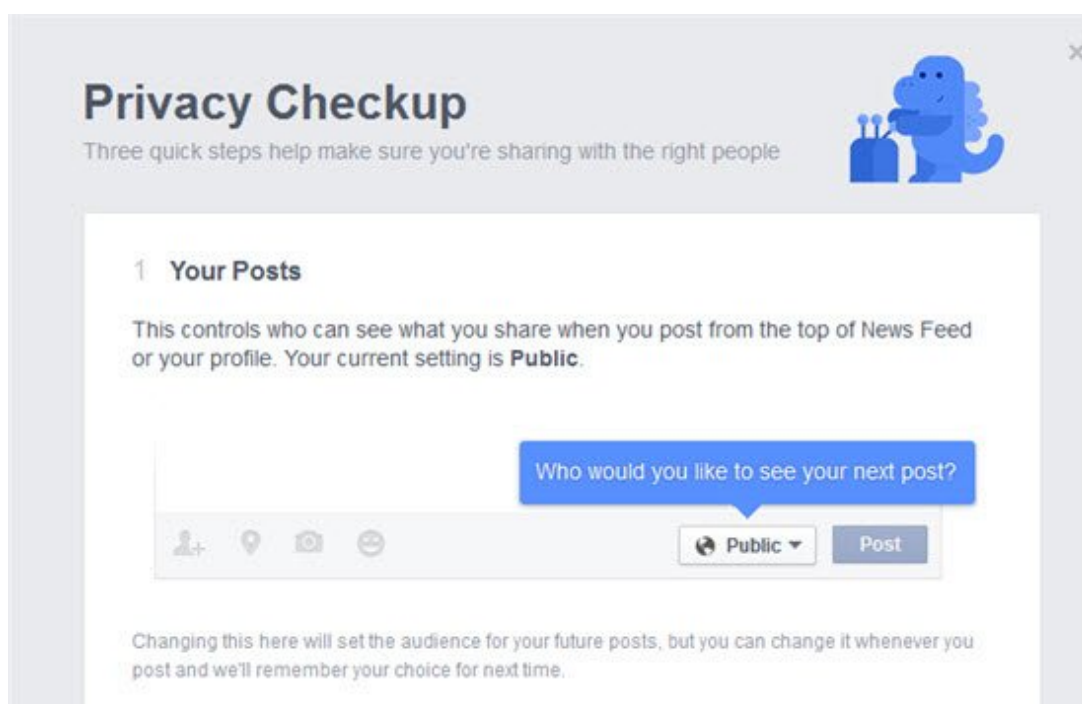 Privacy Checkup
Three quick steps help make sure you're sharing with the right people
1 Your Posts
This controls who can see what you share when you post from the top of News Feed
or your profile. Your current setting is Public.
Who would you like to see your next post?
Public
Post
Changing this here will set the audience for your future posts, but you can change it whenever you
post and we'll remember your choice for next time.